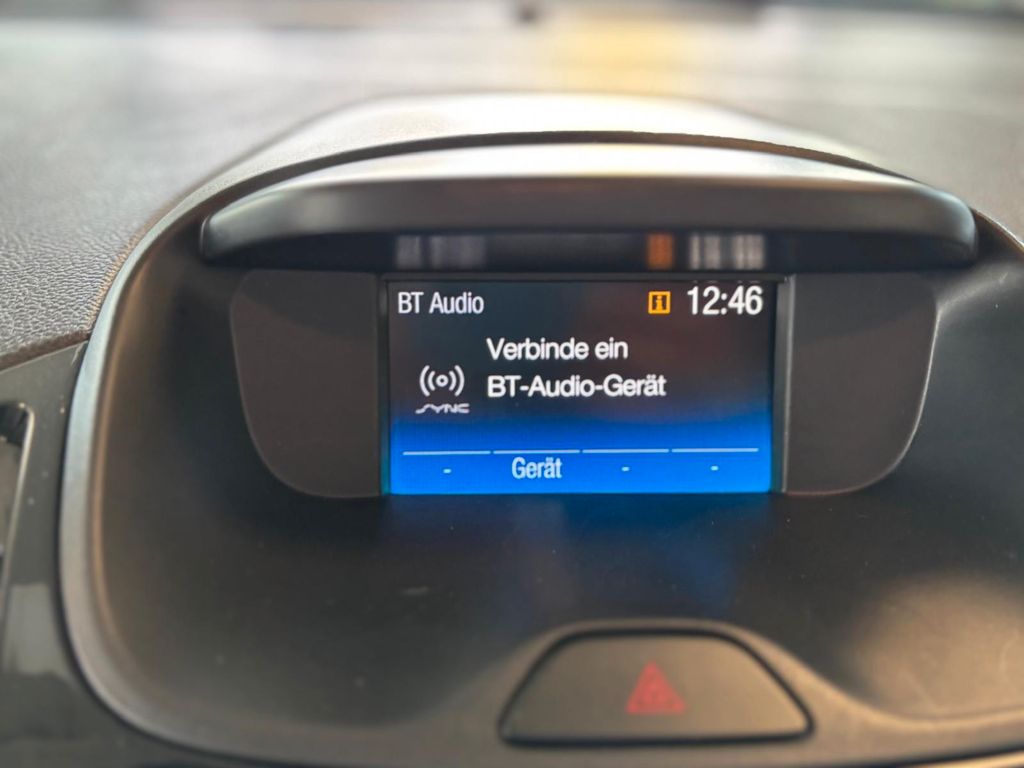 BT Audio 12:46
Verbinde ein
BT-Audio-Gerät
SYNC
- Gerät - -